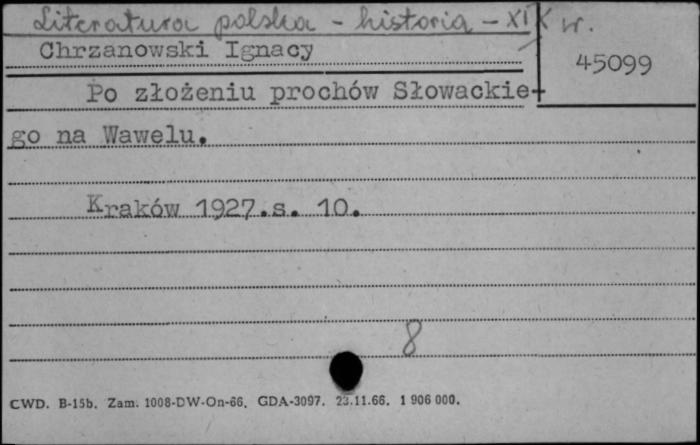 Literatura polska - historia - XIX w.
Chrzanowski Ignacy
45099
Po złożeniu prochów Słowackie-
go na Wawelu.
Kraków 1927.s. 10.
8
CWD. B-15b. Zam. 1008-DW-On-66. GDA-3097. 23.11.66. 1 906 000.